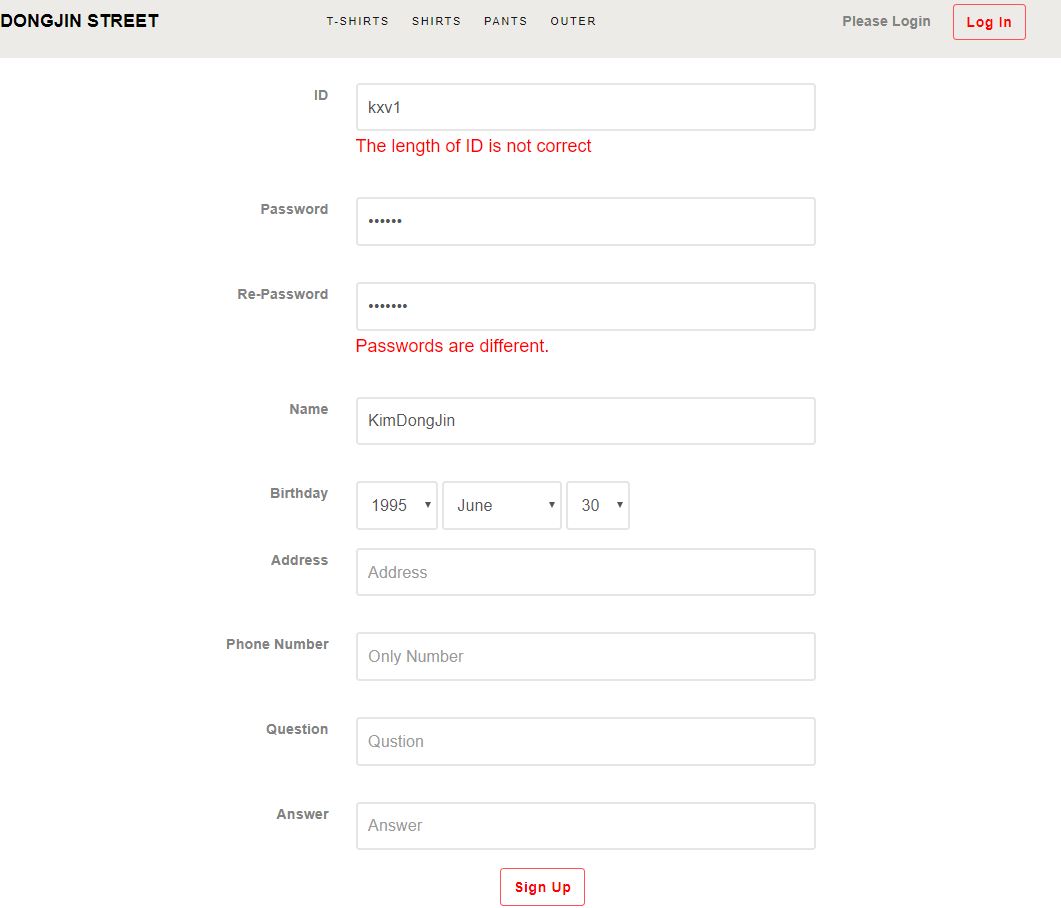 DONGJIN STREET T-SHIRTS SHIRTS PANTS OUTER Please Login Log In
ID kxv1
The length of ID is not correct
Password ••••••
Re-Password •••••••
Passwords are different.
Name KimDongJin
Birthday 1995 June 30
Address Address
Phone Number Only Number
Question Qustion
Answer Answer
Sign Up